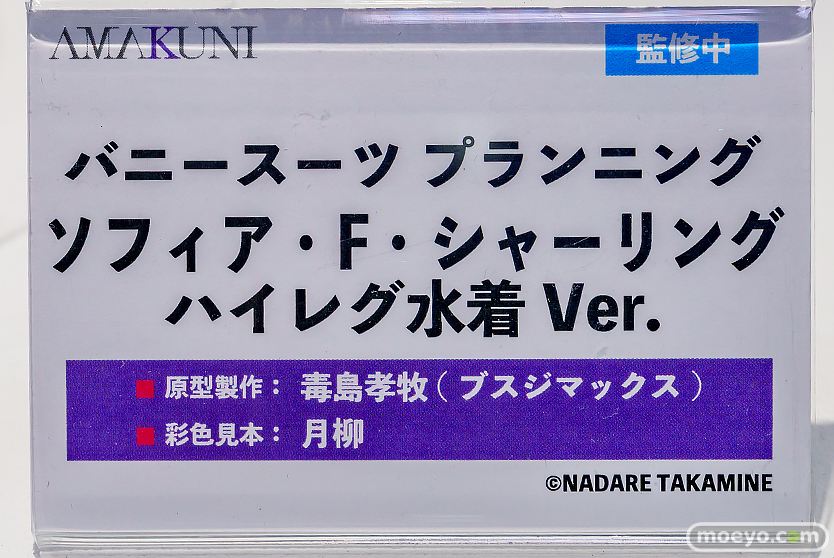 AMAKUNI
監修中
バニースーツ プランニング
ソフィア・F・シャーリング
ハイレグ水着 Ver.
■ 原型製作： 毒島孝牧（ブスジマックス）
■ 彩色見本： 月柳
©NADARE TAKAMINE
moeyo.com